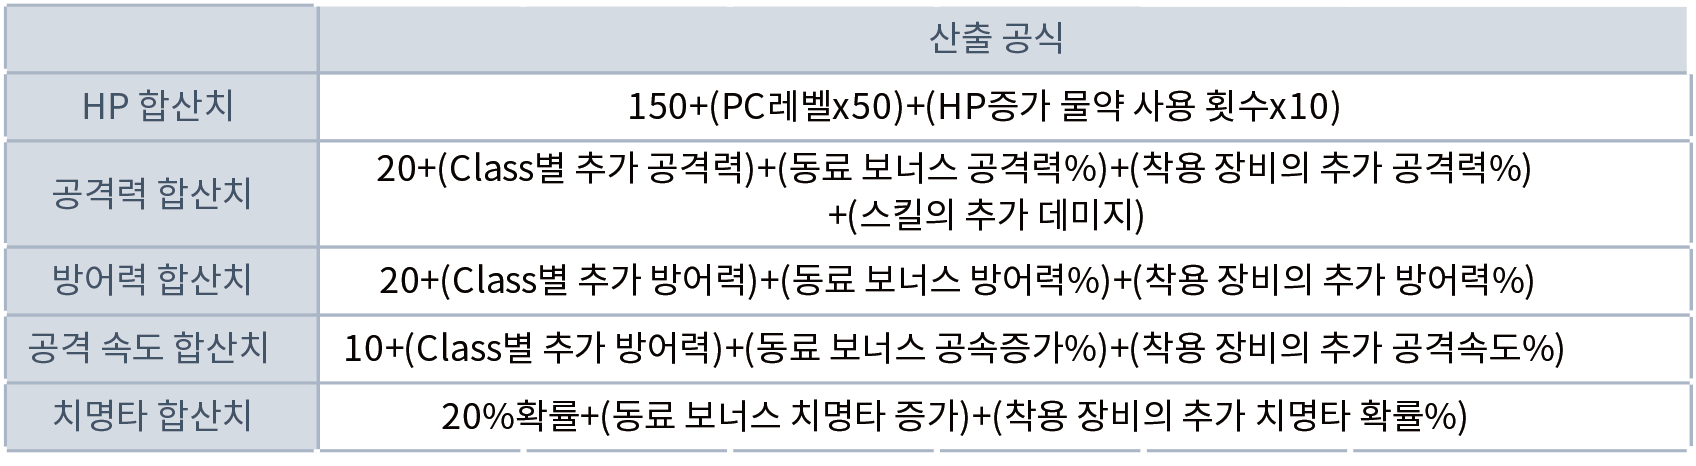 산출 공식
HP 합산치
150+(PC레벨x50)+(HP증가 물약 사용 횟수x10)
공격력 합산치
20+(Class별 추가 공격력)+(동료 보너스 공격력%)+(착용 장비의 추가 공격력%)
+(스킬의 추가 데미지)
방어력 합산치
20+(Class별 추가 방어력)+(동료 보너스 방어력%)+(착용 장비의 추가 방어력%)
공격 속도 합산치
10+(Class별 추가 방어력)+(동료 보너스 공속증가%)+(착용 장비의 추가 공격속도%)
치명타 합산치
20%확률+(동료 보너스 치명타 증가)+(착용 장비의 추가 치명타 확률%)